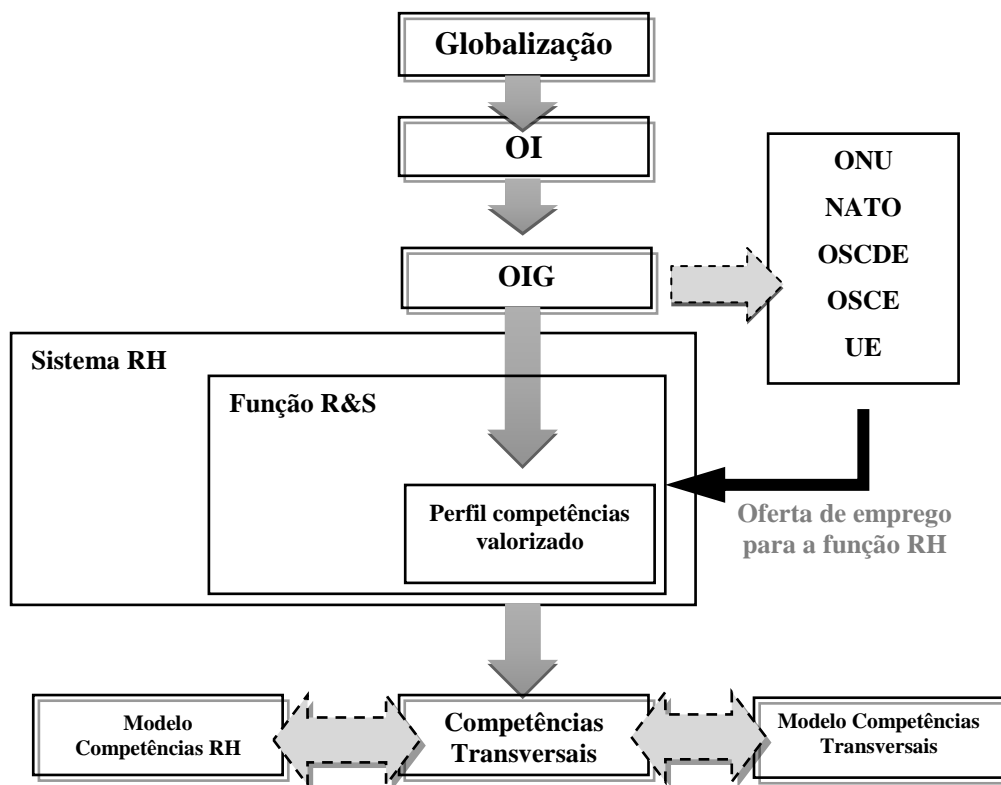 Globalização
OI
OIG
ONU
NATO
OSCDE
OSCE
UE
Sistema RH
Função R&S
Perfil competências
valorizado
Oferta de emprego
para a função RH
Modelo
Competências RH
Competências
Transversais
Modelo Competências
Transversais